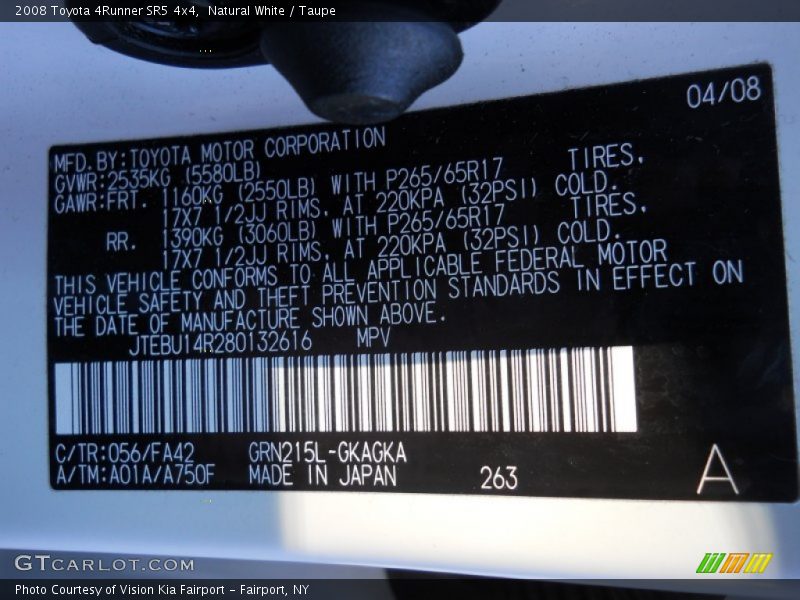 2008 Toyota 4Runner SR5 4x4, Natural White / Taupe
04/08
MFD. BY: TOYOTA MOTOR CORPORATION
GVWR: 2535KG (5580LB)
GAWR: FRT. 1160KG (2550LB) WITH P265/65R17 TIRES,
17X7 1/2JJ RIMS, AT 220KPA (32PSI) COLD.
RR. 1390KG (3060LB) WITH P265/65R17 TIRES,
17X7 1/2JJ RIMS, AT 220KPA (32PSI) COLD.
THIS VEHICLE CONFORMS TO ALL APPLICABLE FEDERAL MOTOR
VEHICLE SAFETY AND THEFT PREVENTION STANDARDS IN EFFECT ON
THE DATE OF MANUFACTURE SHOWN ABOVE.
JTEBU14R280132616 MPV
C/TR: 056/FA42 GRN215L-GKAGKA
A/TM: A01A/A750F MADE IN JAPAN 263 A
GTCARLOT.COM
Photo Courtesy of Vision Kia Fairport - Fairport, NY